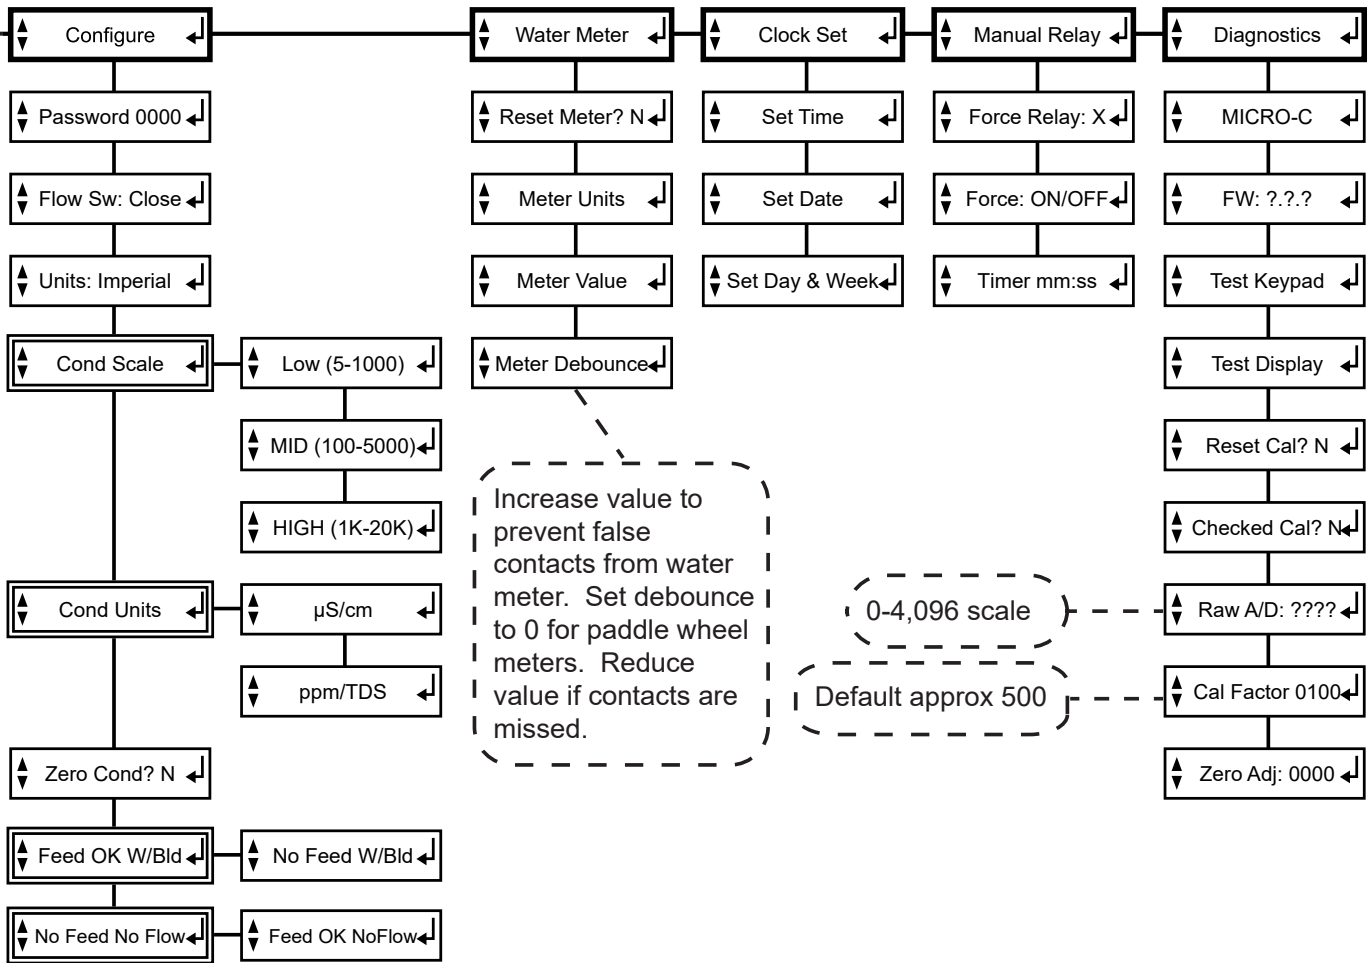 Configure
Water Meter
Clock Set
Manual Relay
Diagnostics
Password 0000
Reset Meter? N
Set Time
Force Relay: X
MICRO-C
Flow Sw: Close
Meter Units
Set Date
Force: ON/OFF
FW: ?.?.?
Units: Imperial
Meter Value
Set Day & Week
Timer mm:ss
Test Keypad
Cond Scale
Low (5-1000)
Meter Debounce
Test Display
MID (100-5000)
Reset Cal? N
HIGH (1K-20K)
Checked Cal? N
Increase value to
prevent false
contacts from water
meter.  Set debounce
to 0 for paddle wheel
meters.  Reduce
value if contacts are
missed.
Cond Units
µS/cm
0-4,096 scale
Raw A/D: ????
ppm/TDS
Default approx 500
Cal Factor 0100
Zero Cond? N
Zero Adj: 0000
Feed OK W/Bld
No Feed W/Bld
No Feed No Flow
Feed OK NoFlow